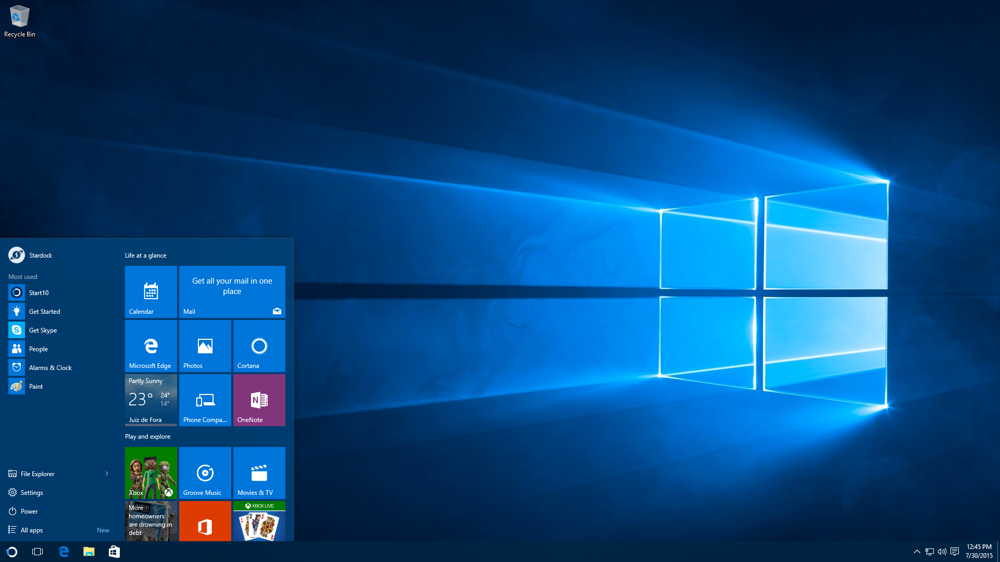 Recycle Bin
Stardock
Most used
Start10
Get Started
Get Skype
People
Alarms & Clock
Paint
File Explorer
Settings
Power
All apps New
Life at a glance
Calendar
Get all your mail in one
place
Mail
Microsoft Edge
Photos
Cortana
Partly Sunny
23° 24°
14°
Juiz de Fora
Phone Compa...
N
OneNote
Play and explore
Xbox
Groove Music
Movies & TV
More
homeowners
are drowning in
debt
XBOX LIVE
12:45 PM
7/30/2015